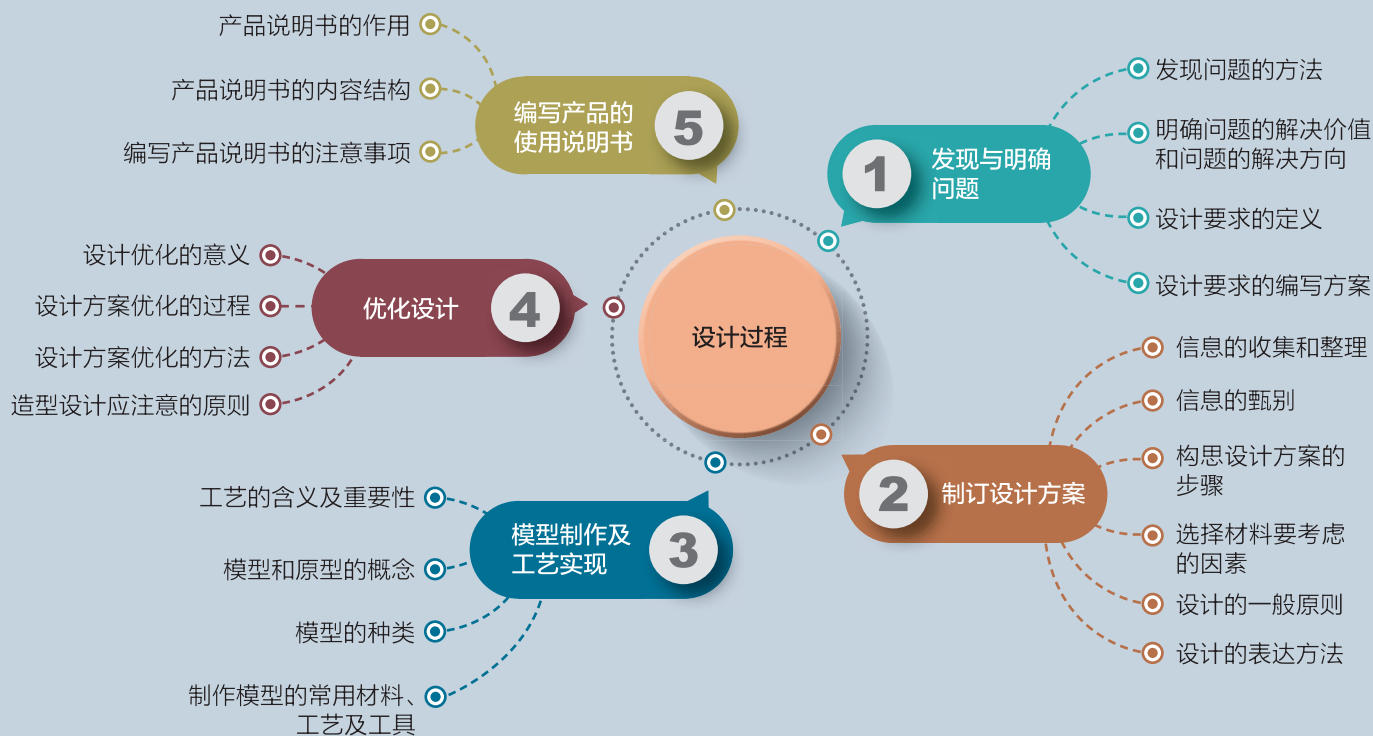 设计过程
1
发现与明确
问题
发现问题的方法
明确问题的解决价值
和问题的解决方向
设计要求的定义
设计要求的编写方案
2
制订设计方案
信息的收集和整理
信息的甄别
构思设计方案的
步骤
选择材料要考虑
的因素
设计的一般原则
设计的表达方法
3
模型制作及
工艺实现
工艺的含义及重要性
模型和原型的概念
模型的种类
制作模型的常用材料、
工艺及工具
4
优化设计
设计优化的意义
设计方案优化的过程
设计方案优化的方法
造型设计应注意的原则
5
编写产品的
使用说明书
产品说明书的作用
产品说明书的内容结构
编写产品说明书的注意事项